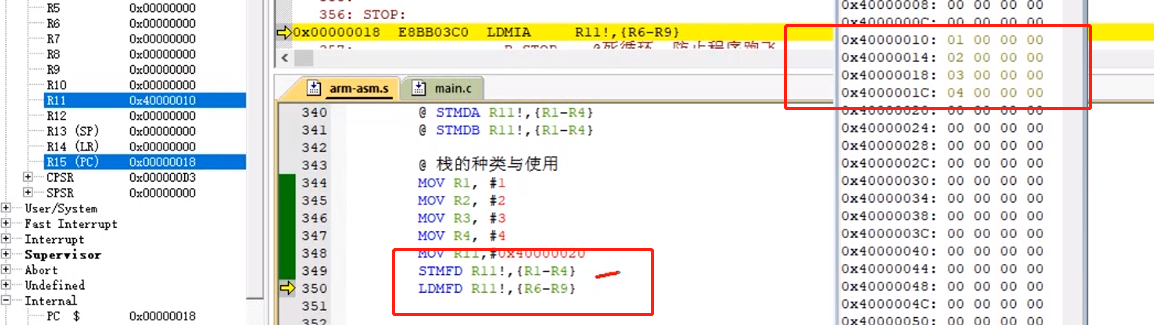 R5 0x00000000
R6 0x00000000
R7 0x00000000
R8 0x00000000
R9 0x00000000
R10 0x00000000
R11 0x40000010
R12 0x00000000
R13 (SP) 0x00000000
R14 (LR) 0x00000000
R15 (PC) 0x00000018
CPSR 0x000000D3
SPSR 0x00000000
User/System
Fast Interrupt
Interrupt
Supervisor
Abort
Undefined
Internal
PC $ 0x00000018
356: STOP:
0x00000018 E8BB03C0 LDMIA R11!,{R6-R9}
357: B STOP @死循环,防止程序跑飞
arm-asm.s
main.c
340 @ STMDA R11!,{R1-R4}
341 @ STMDB R11!,{R1-R4}
342
343 @ 栈的种类与使用
344 MOV R1, #1
345 MOV R2, #2
346 MOV R3, #3
347 MOV R4, #4
348 MOV R11,#0x40000020
349 STMFD R11!,{R1-R4}
350 LDMFD R11!,{R6-R9}
351
352
0x40000008: 00 00 00 00
0x4000000C: 00 00 00 00
0x40000010: 01 00 00 00
0x40000014: 02 00 00 00
0x40000018: 03 00 00 00
0x4000001C: 04 00 00 00
0x40000020: 00 00 00 00
0x40000024: 00 00 00 00
0x40000028: 00 00 00 00
0x4000002C: 00 00 00 00
0x40000030: 00 00 00 00
0x40000034: 00 00 00 00
0x40000038: 00 00 00 00
0x4000003C: 00 00 00 00
0x40000040: 00 00 00 00
0x40000044: 00 00 00 00
0x40000048: 00 00 00 00
0x4000004C: 00 00 00 00
0x40000050: 00 00 00 00